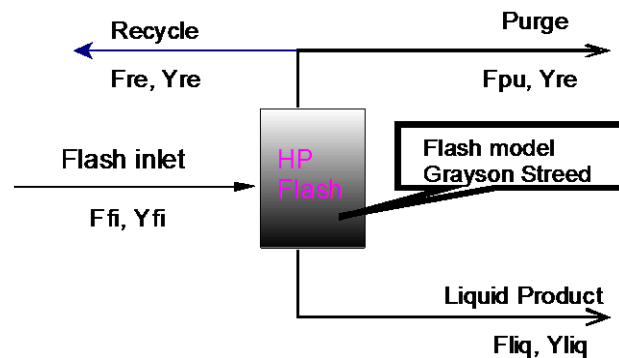 Recycle
Purge
Fre, Yre
Fpu, Yre
Flash inlet
Ffi, Yfi
HP
Flash
Flash model
Grayson Streed
Liquid Product
Fliq, Yliq